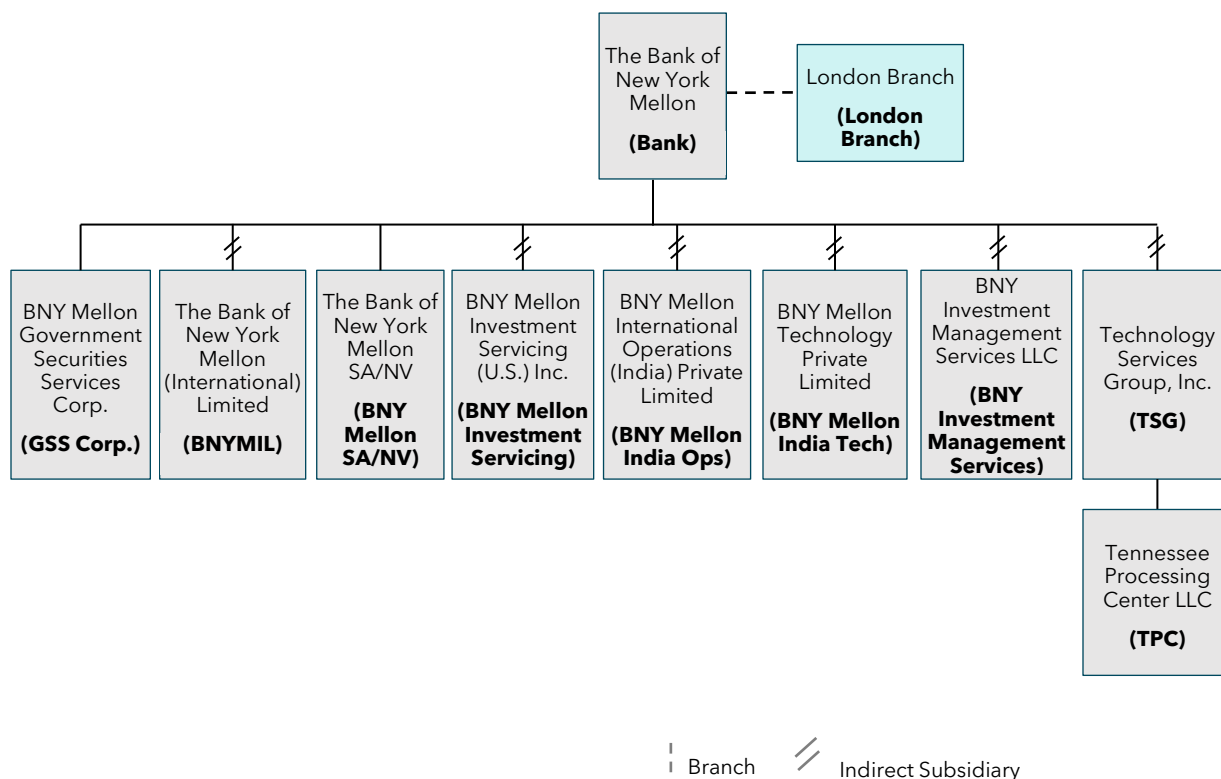 The Bank of
New York
Mellon
(Bank)
London Branch
(London
Branch)
BNY Mellon
Government
Securities
Services
Corp.
(GSS Corp.)
The Bank of
New York
Mellon
(International)
Limited
(BNYMIL)
The Bank of
New York
Mellon
SA/NV
(BNY
Mellon
SA/NV)
BNY Mellon
Investment
Servicing
(U.S.) Inc.
(BNY Mellon
Investment
Servicing)
BNY Mellon
International
Operations
(India) Private
Limited
(BNY Mellon
India Ops)
BNY Mellon
Technology
Private
Limited
(BNY Mellon
India Tech)
BNY
Investment
Management
Services LLC
(BNY
Investment
Management
Services)
Technology
Services
Group, Inc.
(TSG)
Tennessee
Processing
Center LLC
(TPC)
Branch
Indirect Subsidiary